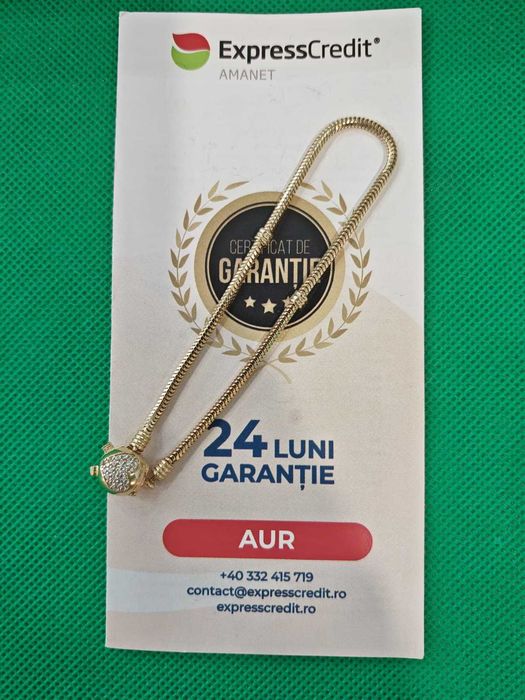 ExpressCredit®
AMANET
CERTIFICAT DE
GARANȚIE
24 LUNI
GARANȚIE
AUR
+40 332 415 719
contact@expresscredit.ro
expresscredit.ro